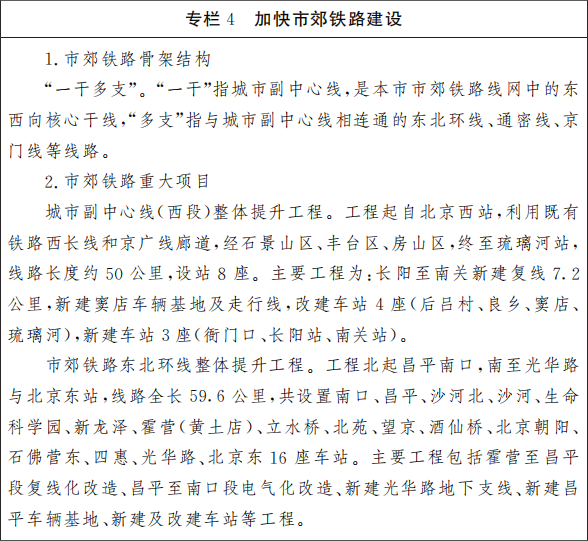 专栏 4 加快市郊铁路建设
1. 市郊铁路骨架结构
“一干多支”。“一干”指城市副中心线,是本市市郊铁路线网中的东
西向核心干线,“多支”指与城市副中心线相连通的东北环线、通密线、京
门线等线路。
2. 市郊铁路重大项目
城市副中心线(西段)整体提升工程。工程起自北京西站,利用既有
铁路西长线和京广线廊道,经石景山区、丰台区、房山区,终至琉璃河站,
线路长度约 50 公里,设站 8 座。主要工程为:长阳至南关新建复线 7.2
公里,新建窦店车辆基地及走行线,改建车站 4 座(后吕村、良乡、窦店、
琉璃河),新建车站 3 座(衙门口、长阳站、南关站)。
市郊铁路东北环线整体提升工程。工程北起昌平南口,南至光华路
与北京东站,线路全长 59.6 公里,共设置南口、昌平、沙河北、沙河、生命
科学园、新龙泽、霍营(黄土店)、立水桥、北苑、望京、酒仙桥、北京朝阳、
石佛营东、四惠、光华路、北京东 16 座车站。主要工程包括霍营至昌平
段复线化改造、昌平至南口段电气化改造、新建光华路地下支线、新建昌
平车辆基地、新建及改建车站等工程。